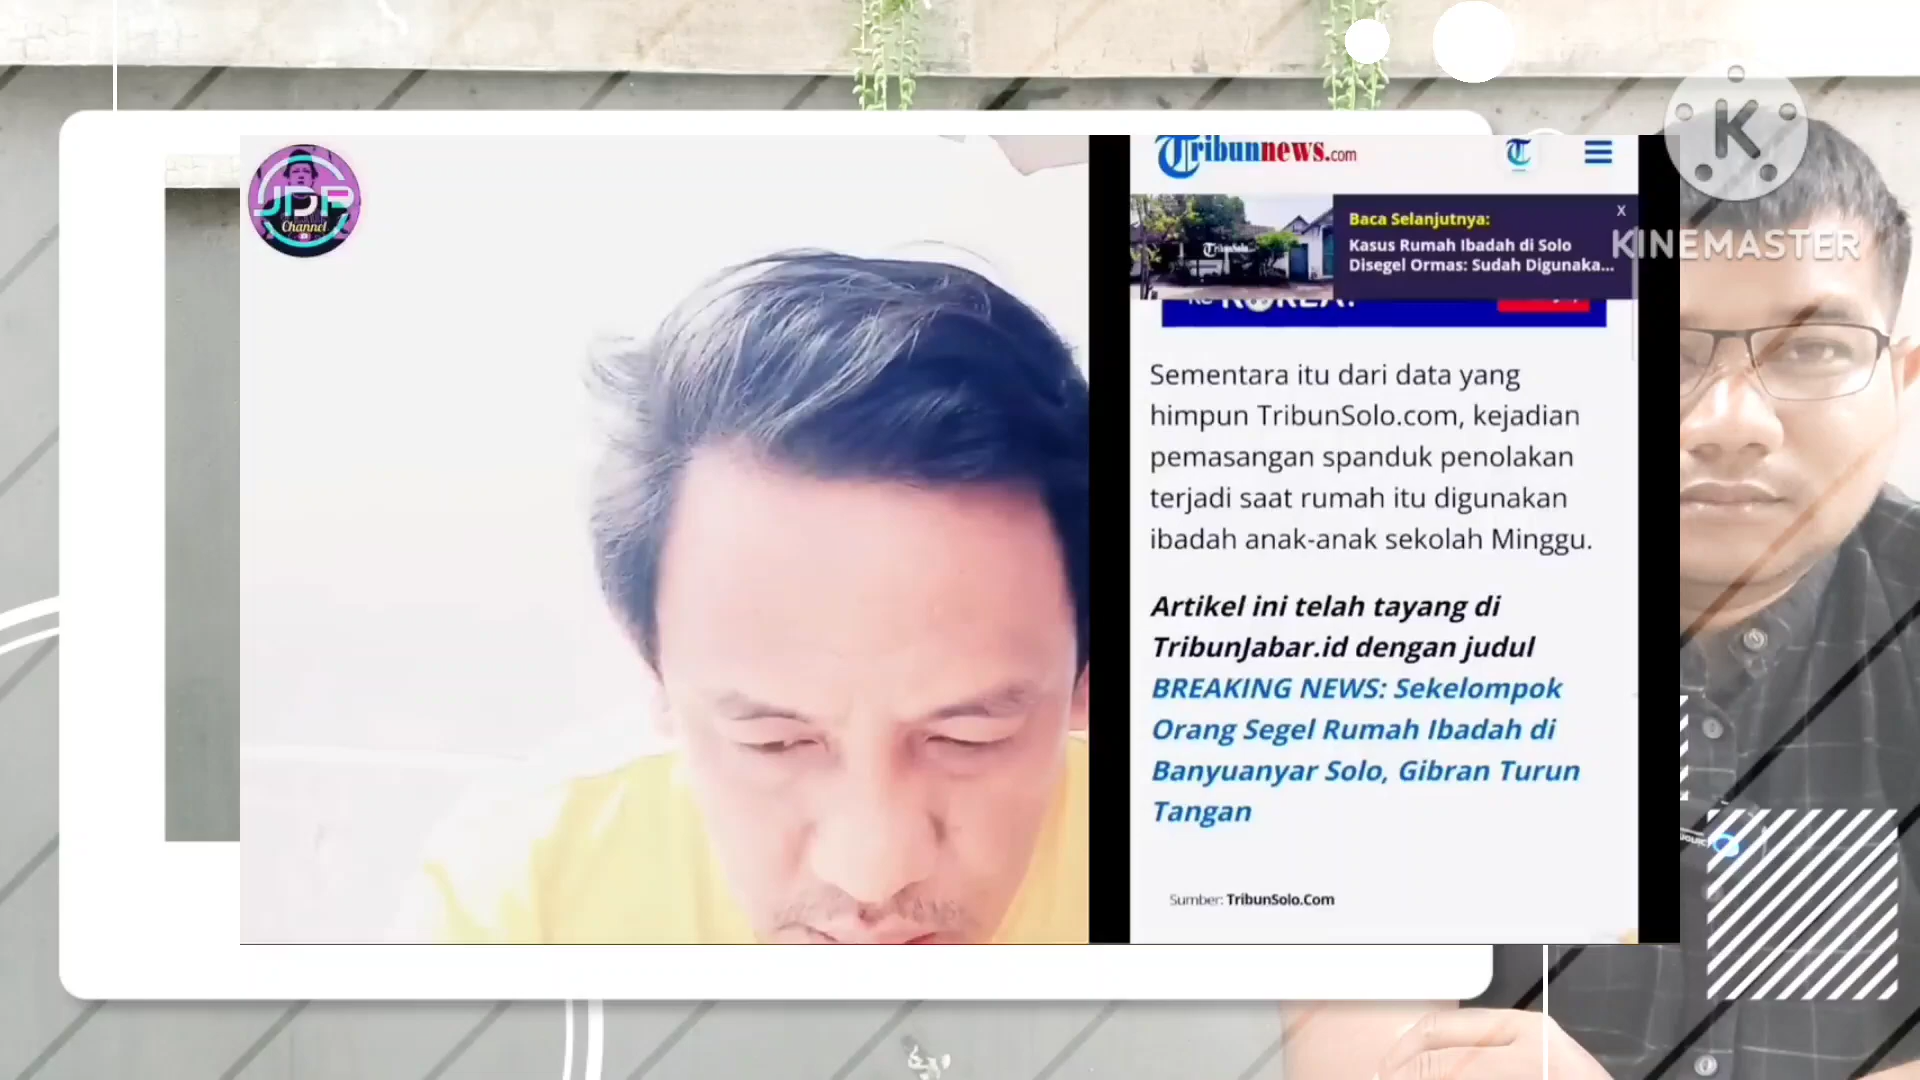 JDP
Channel
Tribunnews.com
Baca Selanjutnya:
X
Kasus Rumah Ibadah di Solo
Disegel Ormas: Sudah Digunaka...
KINEMASTER
Sementara itu dari data yang
himpun TribunSolo.com, kejadian
pemasangan spanduk penolakan
terjadi saat rumah itu digunakan
ibadah anak-anak sekolah Minggu.
Artikel ini telah tayang di
TribunJabar.id dengan judul
BREAKING NEWS: Sekelompok
Orang Segel Rumah Ibadah di
Banyuanyar Solo, Gibran Turun
Tangan
Sumber: TribunSolo.Com